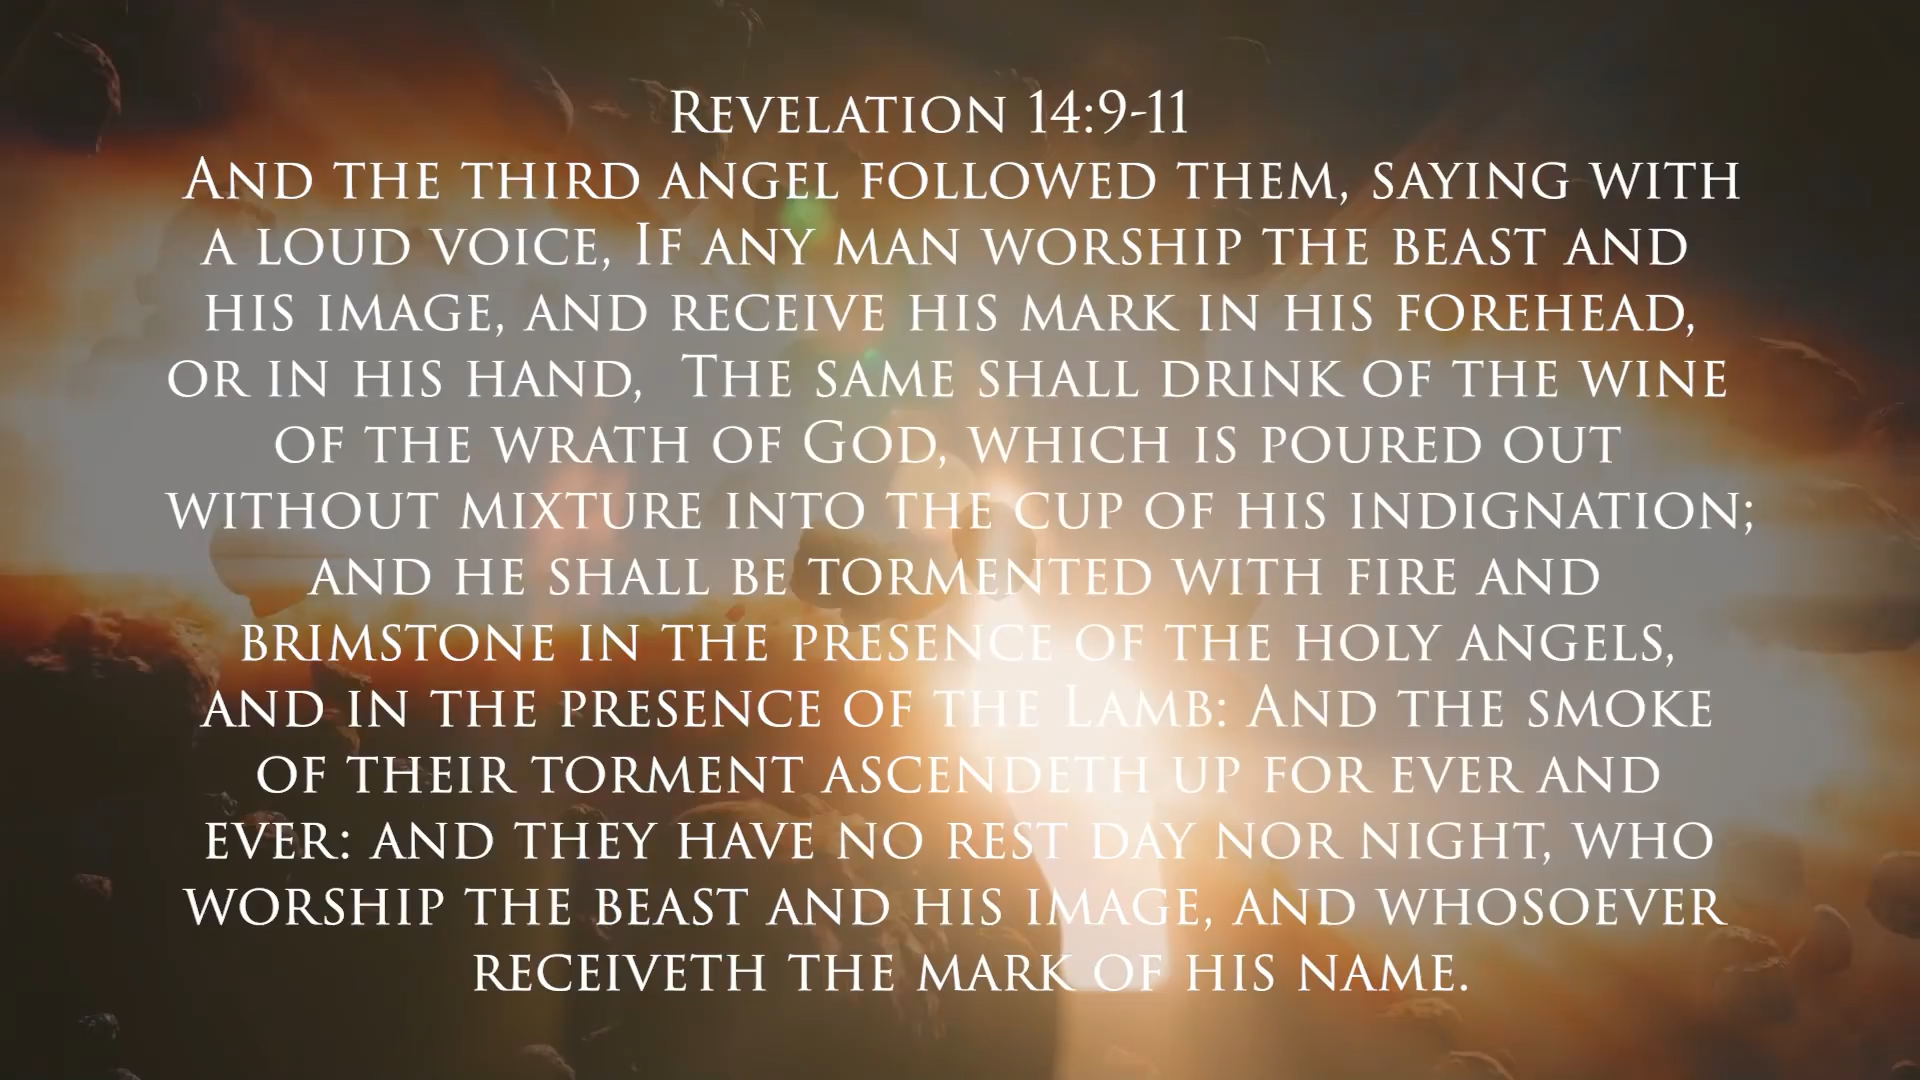 Revelation 14:9-11
And the third angel followed them, saying with
a loud voice, If any man worship the beast and
his image, and receive his mark in his forehead,
or in his hand,  The same shall drink of the wine
of the wrath of God, which is poured out
without mixture into the cup of his indignation;
and he shall be tormented with fire and
brimstone in the presence of the holy angels,
and in the presence of the Lamb: And the smoke
of their torment ascendeth up for ever and
ever: and they have no rest day nor night, who
worship the beast and his image, and whosoever
receiveth the mark of his name.